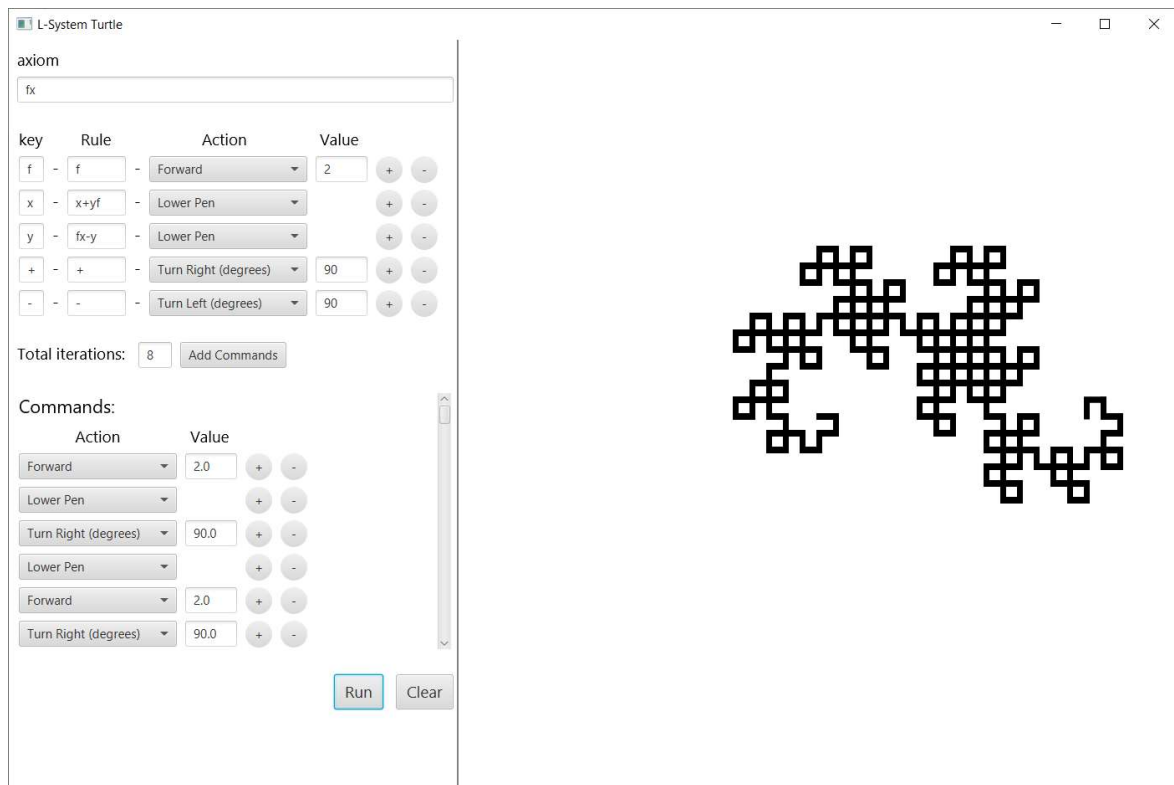 L-System Turtle
axiom
fx
key Rule Action Value
f - f - Forward 2 + -
x - x+yf - Lower Pen + -
y - fx-y - Lower Pen + -
+ - + - Turn Right (degrees) 90 + -
- - - - Turn Left (degrees) 90 + -
Total iterations: 8 Add Commands
Commands:
Action Value
Forward 2.0 + -
Lower Pen + -
Turn Right (degrees) 90.0 + -
Lower Pen + -
Forward 2.0 + -
Turn Right (degrees) 90.0 + -
Run Clear